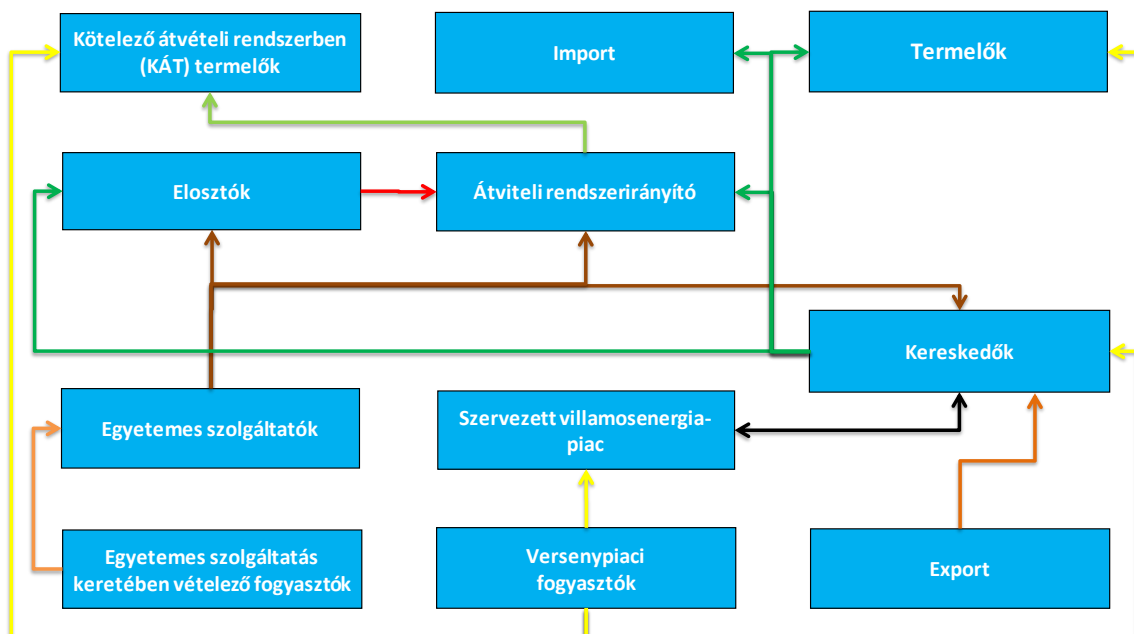 Kötelező átvételi rendszerben
(KÁT) termelők
Import
Termelők
Elosztók
Átviteli rendszerirányító
Kereskedők
Egyetemes szolgáltatók
Szervezett villamosenergia-
piac
Egyetemes szolgáltatás
keretében vételező fogyasztók
Versenypiaci
fogyasztók
Export